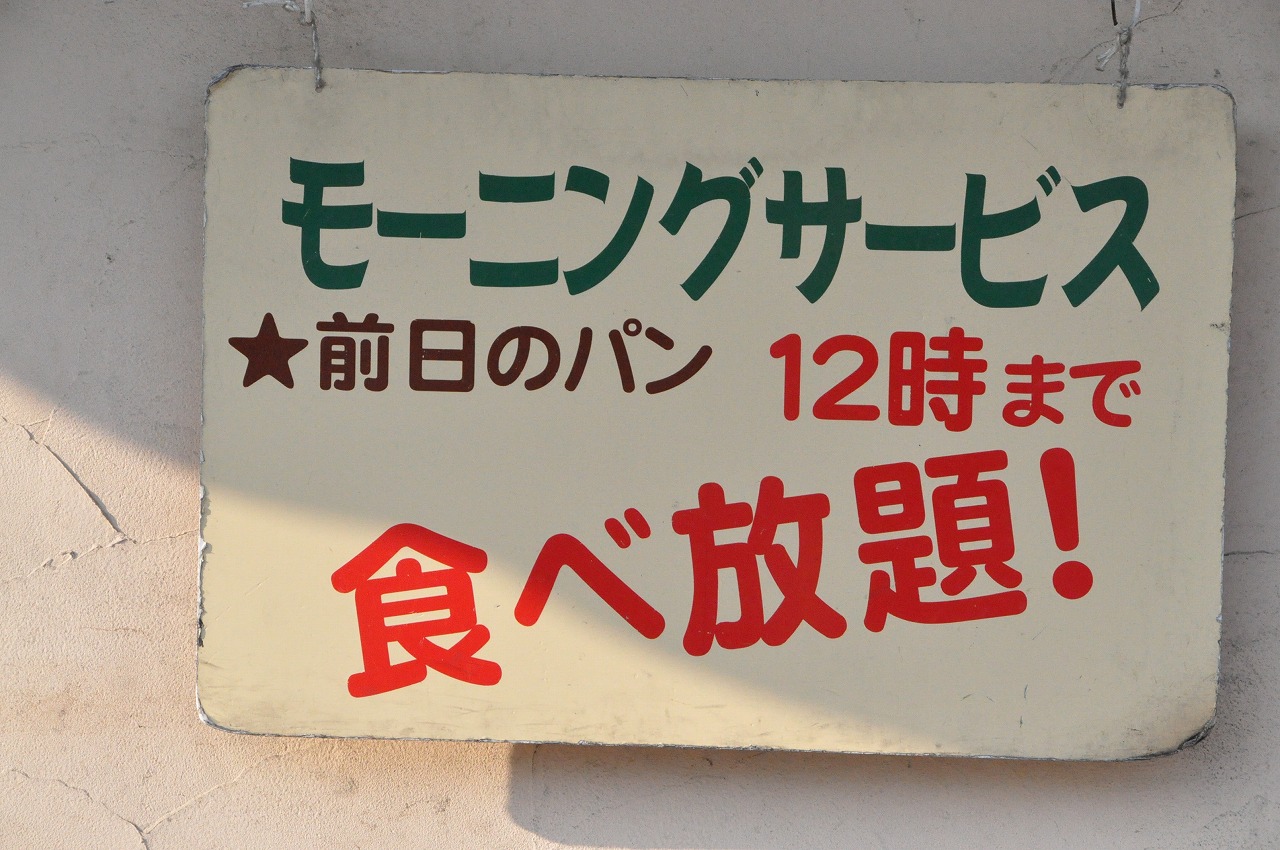 モーニングサービス
★前日のパン 12時まで
食べ放題!